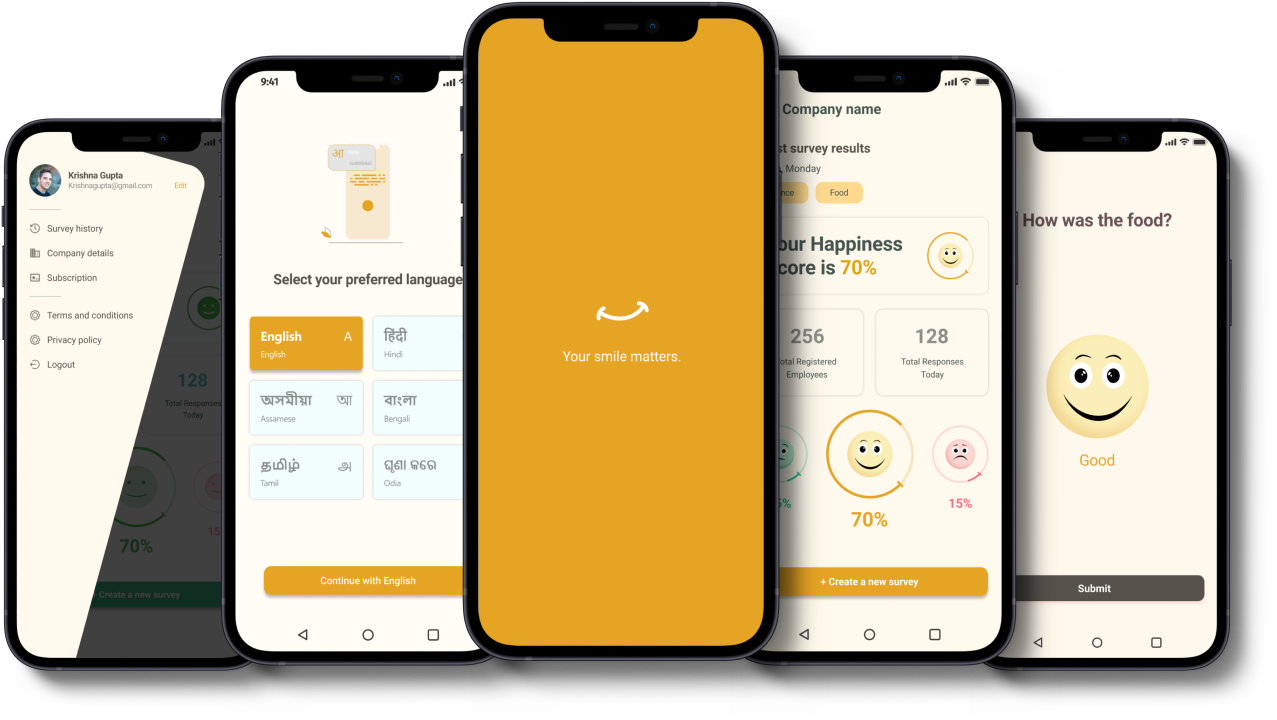 Krishna Gupta
Krishnagupta@gmail.com
Edit
Survey history
Company details
Subscription
Terms and conditions
Privacy policy
Logout
128
Total Responses
Today
70%
15
Create a new survey
9:41
आ
Select your preferred language
English A
English
हिंदी
Hindi
অসমীয়া আ
Assamese
বাংলা
Bengali
தமிழ் அ
Tamil
ଘୃଣା କରେ
Odia
Continue with English
Your smile matters.
Company name
st survey results
, Monday
nce
Food
our Happiness
core is 70%
256
otal Registered
Employees
128
Total Responses
Today
5%
70%
15%
+ Create a new survey
How was the food?
Good
Submit